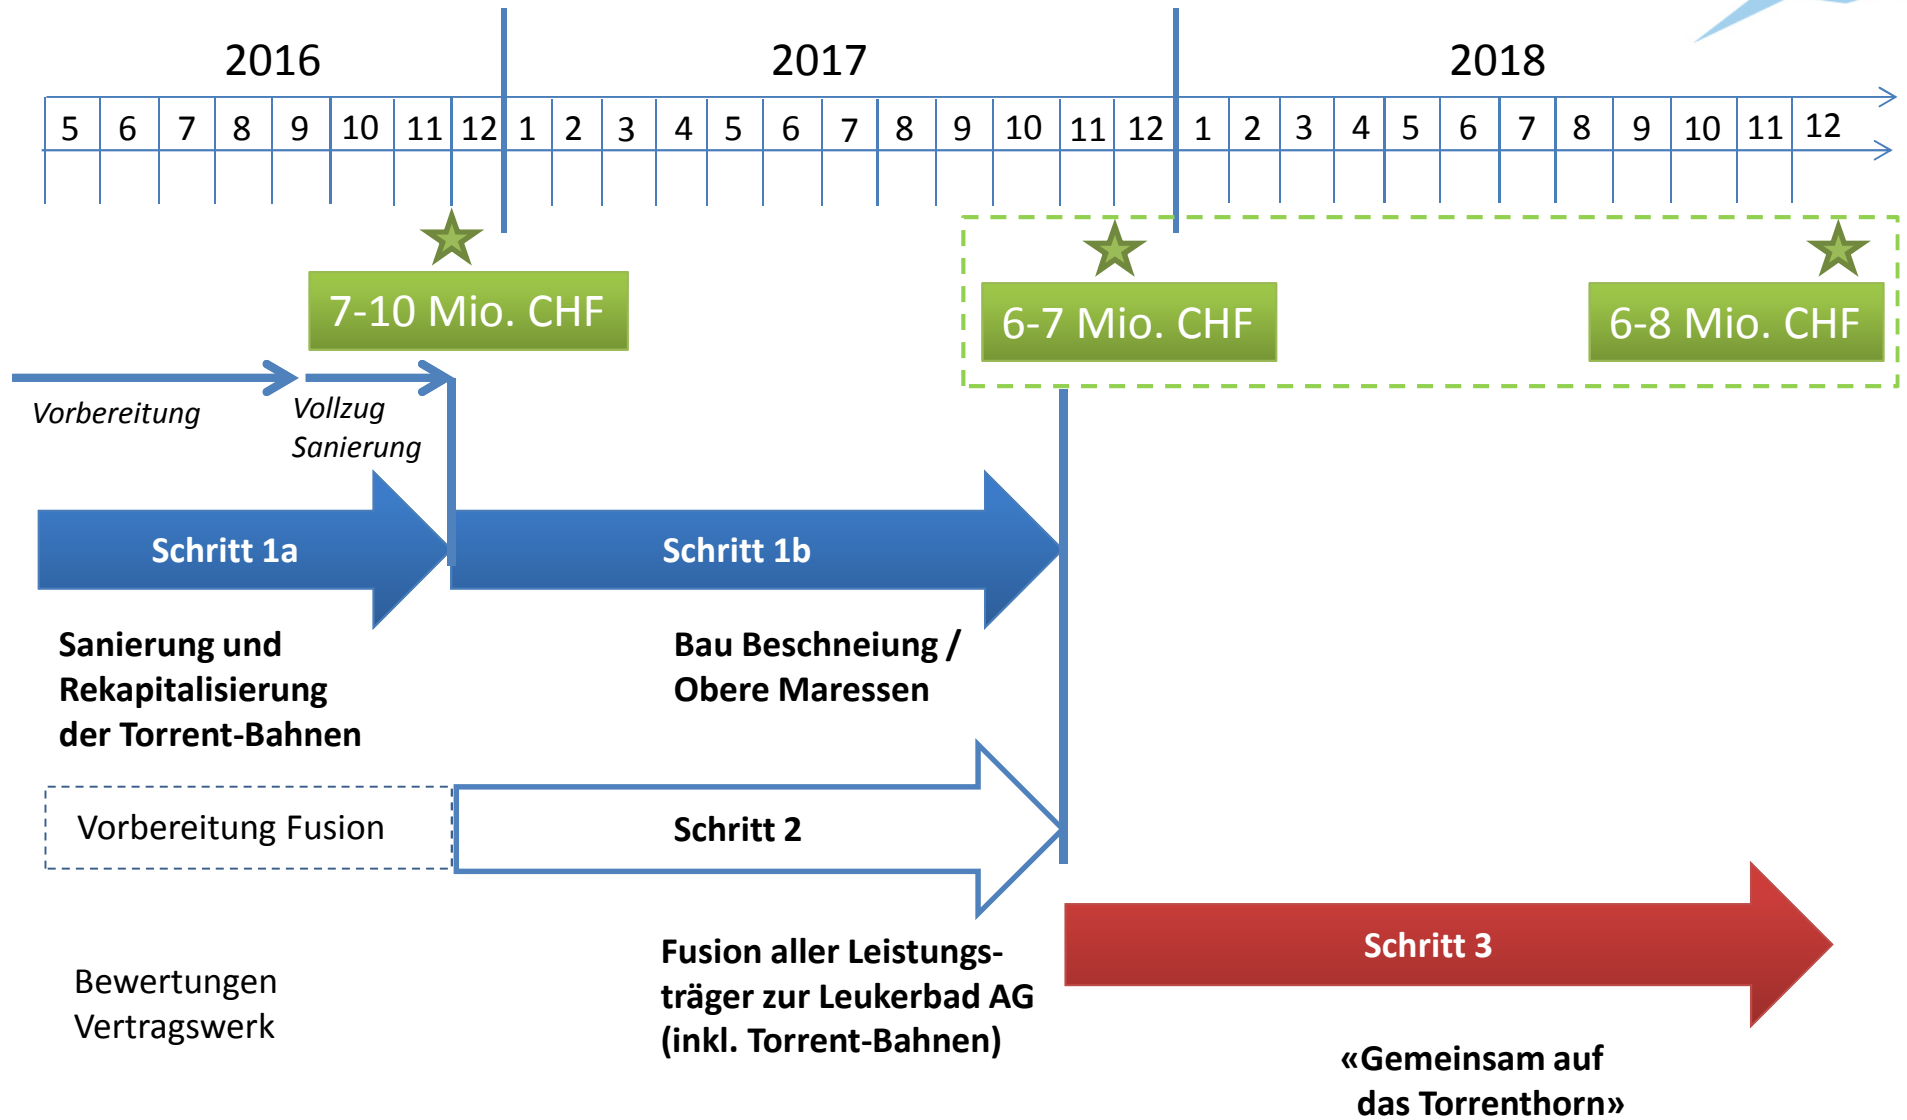 2016
2017
2018
5 6 7 8 9 10 11 12 1 2 3 4 5 6 7 8 9 10 11 12 1 2 3 4 5 6 7 8 9 10 11 12
7-10 Mio. CHF
6-7 Mio. CHF
6-8 Mio. CHF
Vorbereitung
Vollzug
Sanierung
Schritt 1a
Schritt 1b
Sanierung und
Rekapitalisierung
der Torrent-Bahnen
Bau Beschneiung /
Obere Maressen
Vorbereitung Fusion
Schritt 2
Bewertungen
Vertragswerk
Fusion aller Leistungs-
träger zur Leukerbad AG
(inkl. Torrent-Bahnen)
Schritt 3
«Gemeinsam auf
das Torrenthorn»